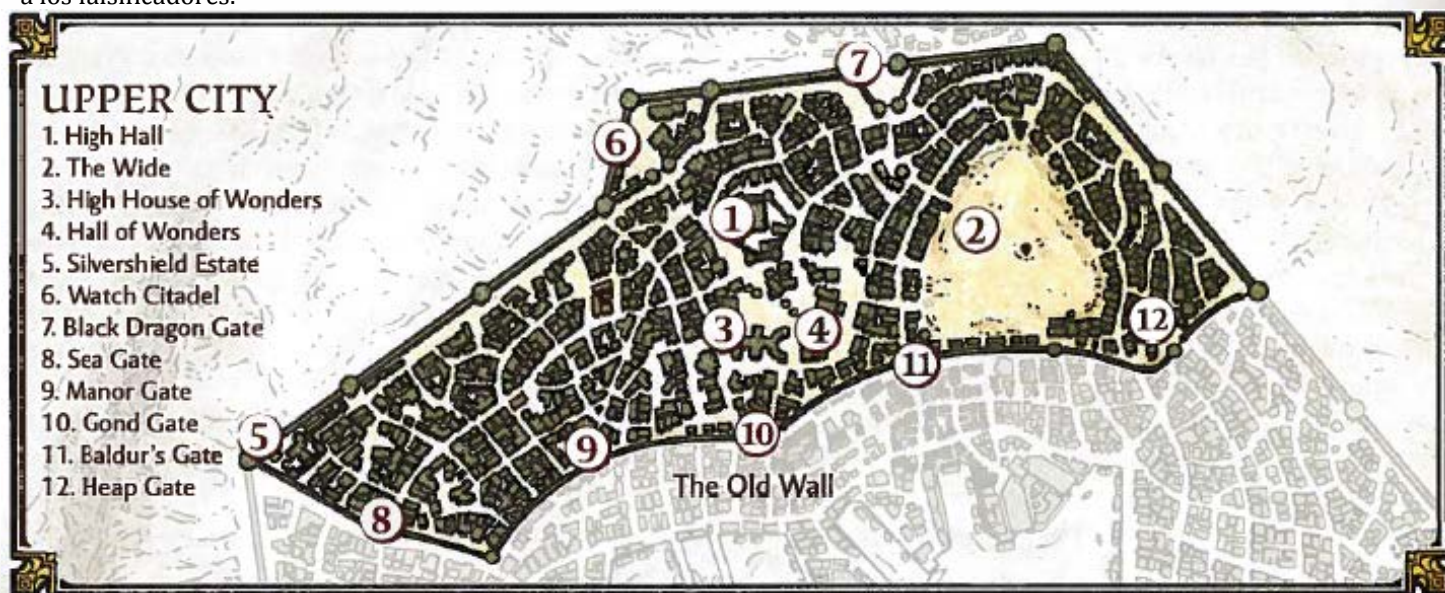 a los falsificadores.
UPPER CITY
1. High Hall
2. The Wide
3. High House of Wonders
4. Hall of Wonders
5. Silvershield Estate
6. Watch Citadel
7. Black Dragon Gate
8. Sea Gate
9. Manor Gate
10. Gond Gate
11. Baldur's Gate
12. Heap Gate
7
6
1
2
3
4
12
11
5
9
10
8
The Old Wall